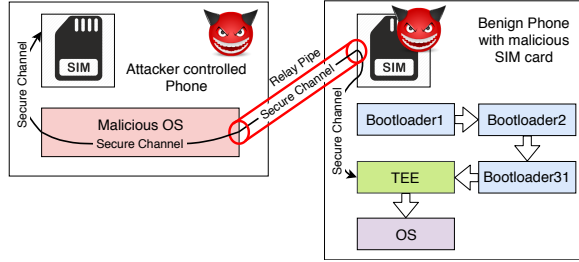 SIM
Attacker controlled
Phone
Secure Channel
Malicious OS
Secure Channel
Relay Pipe
Secure Channel
SIM
Benign Phone
with malicious
SIM card
Secure Channel
Bootloader1
Bootloader2
TEE
Bootloader31
OS